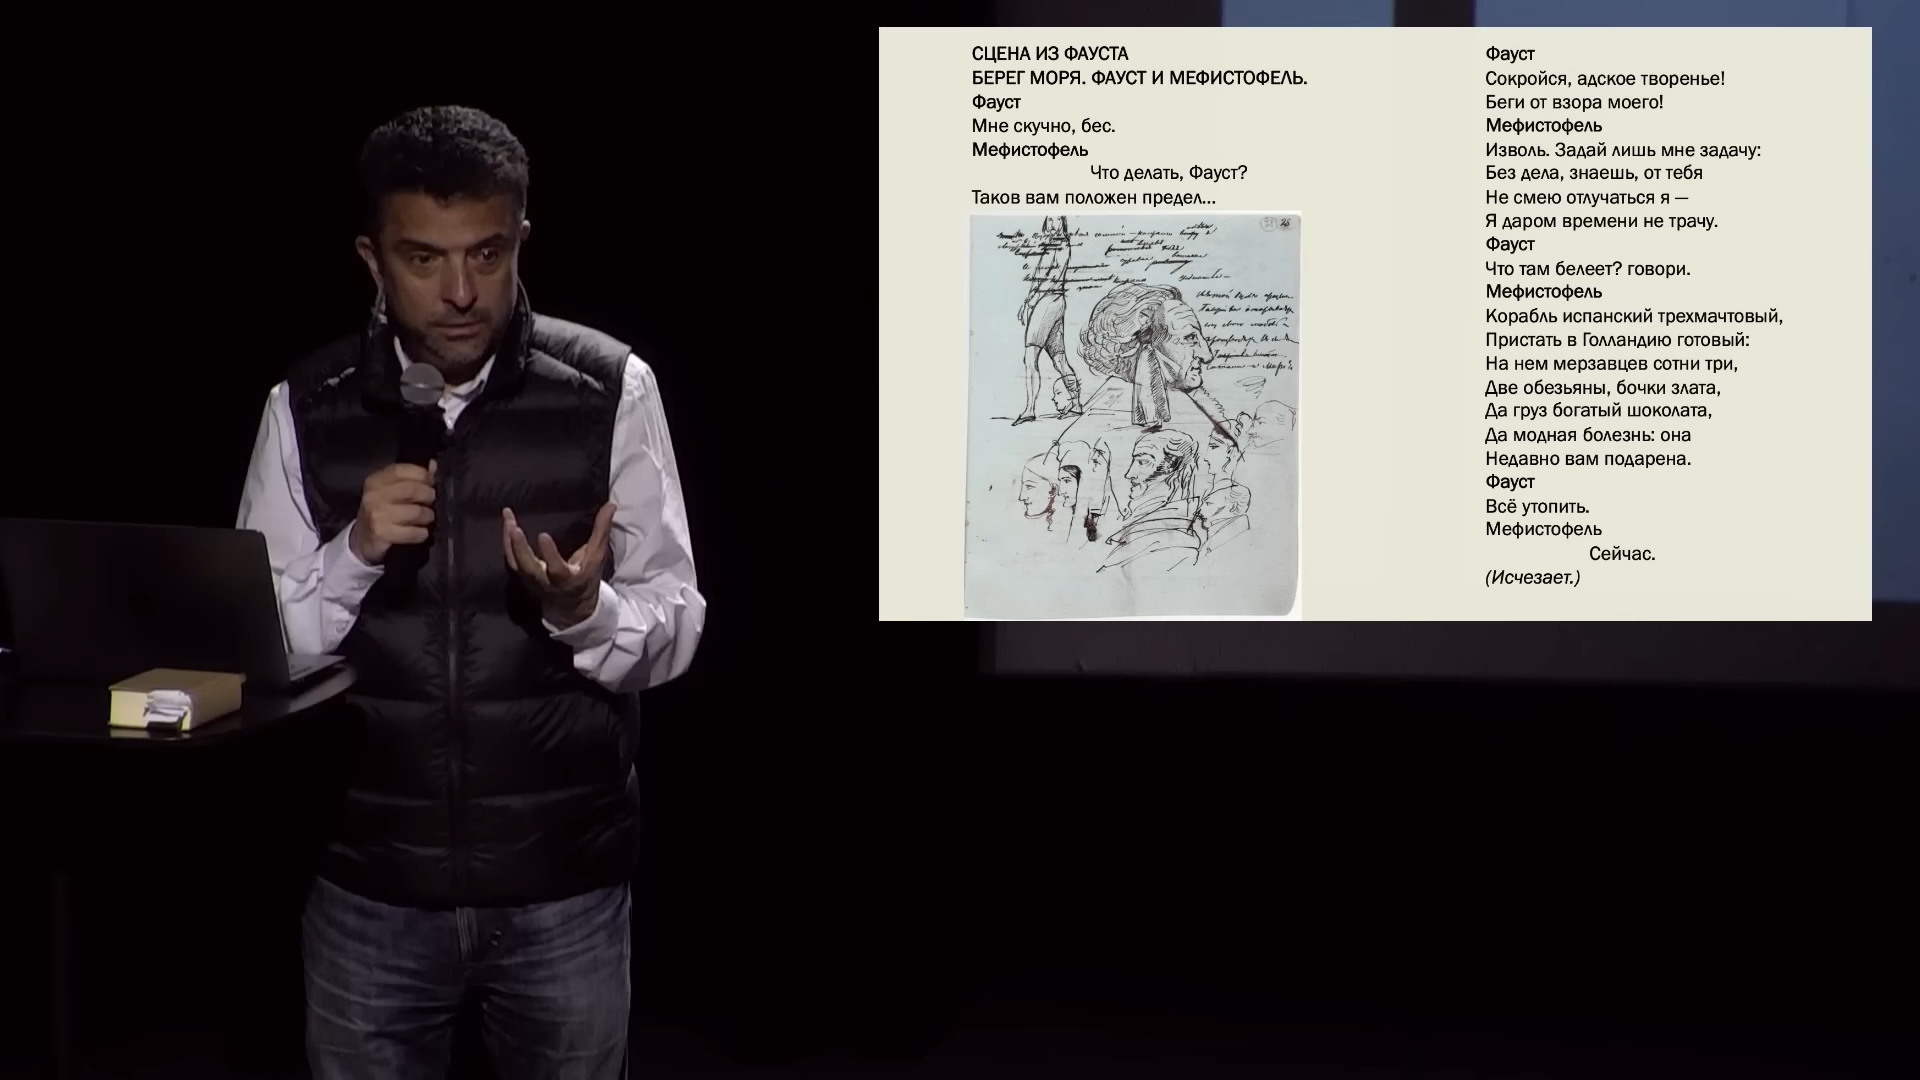 СЦЕНА ИЗ ФАУСТА
БЕРЕГ МОРЯ. ФАУСТ И МЕФИСТОФЕЛЬ.
Фауст
Мне скучно, бес.
Мефистофель
Что делать, Фауст?
Таков вам положен предел...
Фауст
Сокройся, адское творенье!
Беги от взора моего!
Мефистофель
Изволь. Задай лишь мне задачу:
Без дела, знаешь, от тебя
Не смею отлучаться я —
Я даром времени не трачу.
Фауст
Что там белеет? говори.
Мефистофель
Корабль испанский трехмачтовый,
Пристать в Голландию готовый:
На нем мерзавцев сотни три,
Две обезьяны, бочки злата,
Да груз богатый шоколата,
Да модная болезнь: она
Недавно вам подарена.
Фауст
Всё утопить.
Мефистофель
Сейчас.
(Исчезает.)